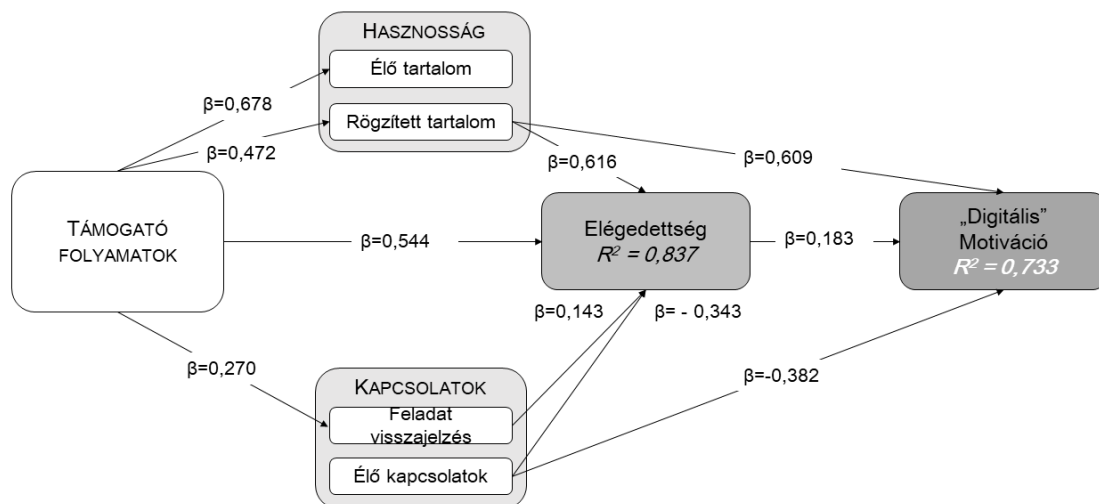 HASZNOSSÁG
Élő tartalom
β=0,678
Rögzített tartalom
β=0,472
β=0,616
β=0,609
TÁMOGATÓ
FOLYAMATOK
β=0,544
Elégedettség
R² = 0,837
β=0,183
„Digitális”
Motiváció
R² = 0,733
β=0,143
β= - 0,343
β=0,270
β=-0,382
KAPCSOLATOK
Feladat
visszajelzés
Élő kapcsolatok